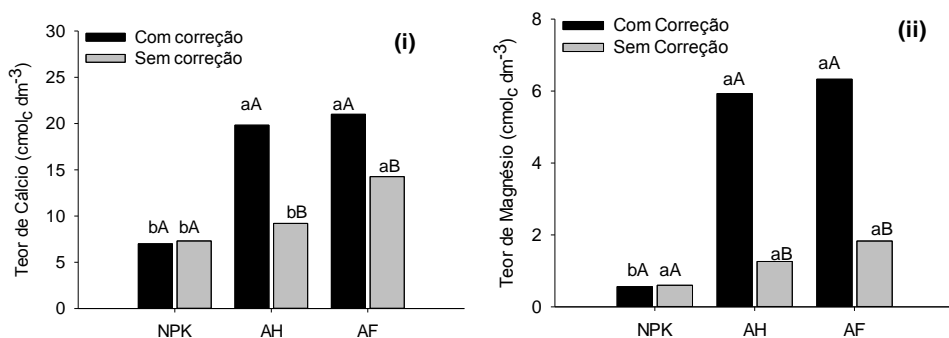 Teor de Cálcio (cmolc dm-3)
30
25
20
15
10
5
0
Com correção
Sem correção
(i)
bA bA
aA
bB
aA
aB
NPK AH AF
Teor de Magnésio (cmolc dm-3)
8
6
4
2
0
Com Correção
Sem Correção
(ii)
bA aA
aA
aB
aA
aB
NPK AH AF